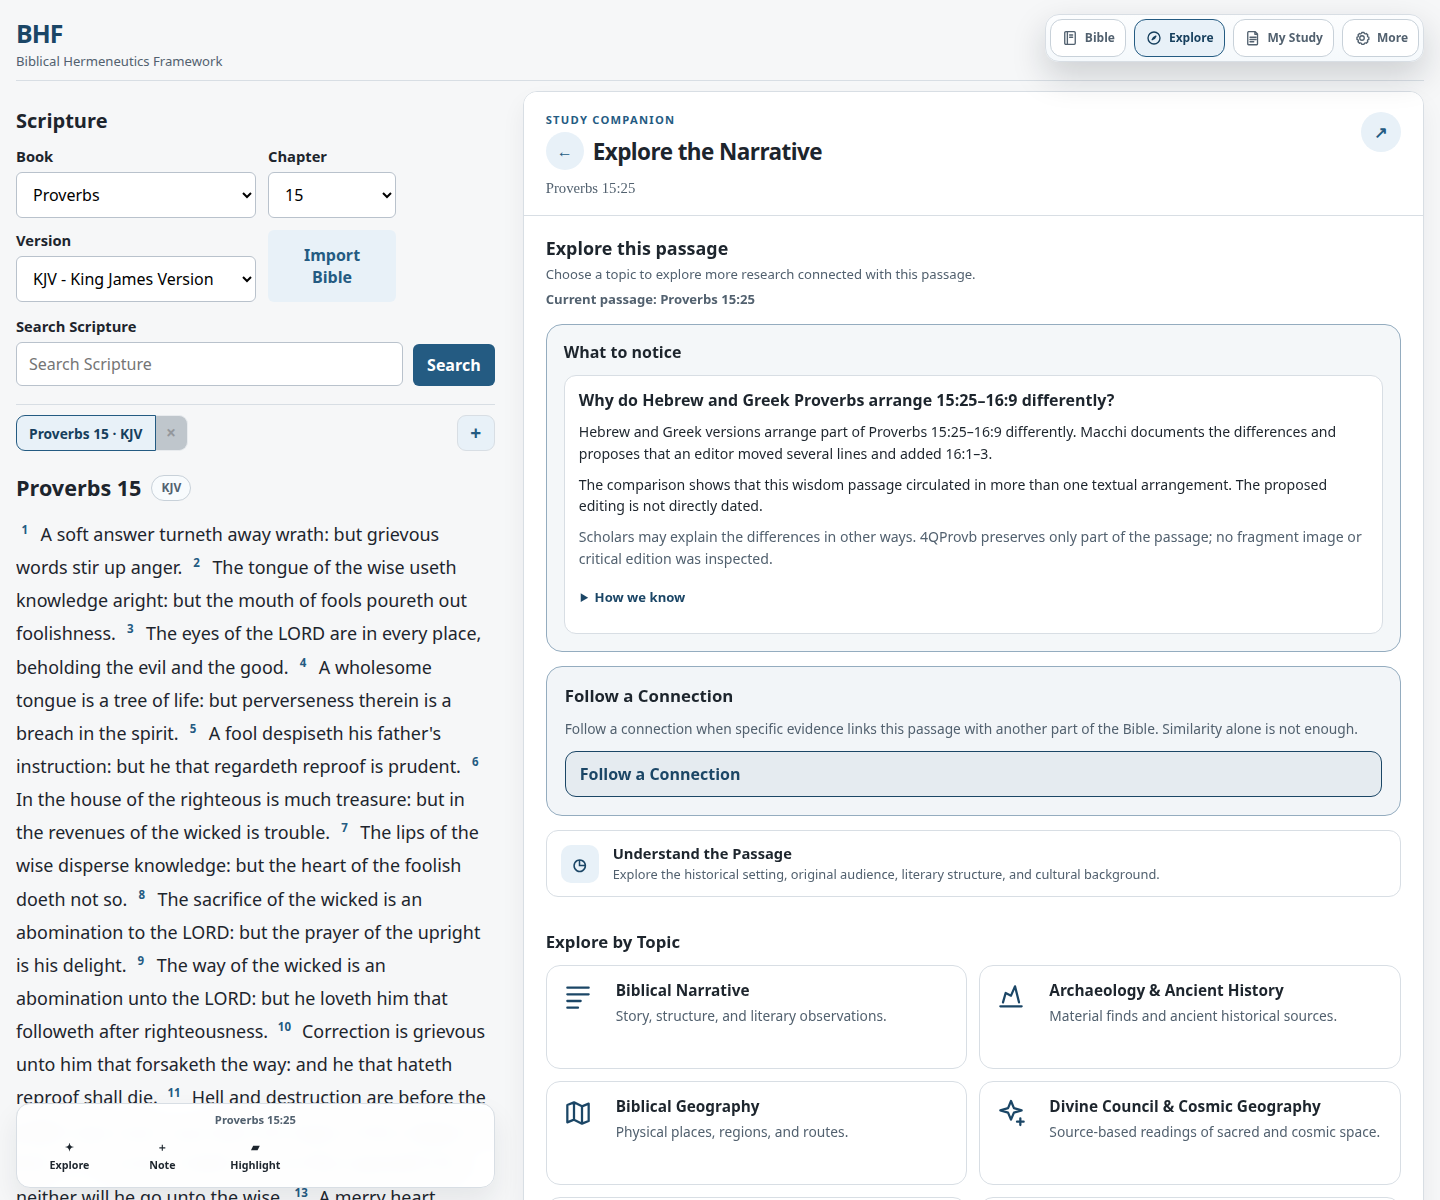 BHF
Biblical Hermeneutics Framework
Bible
Explore
My Study
More
Scripture
Book
Chapter
Proverbs
15
Version
KJV - King James Version
Import
Bible
Search Scripture
Search Scripture
Search
Proverbs 15 · KJV
×
+
Proverbs 15
KJV
1 A soft answer turneth away wrath: but grievous
words stir up anger. 2 The tongue of the wise useth
knowledge aright: but the mouth of fools poureth out
foolishness. 3 The eyes of the LORD are in every place,
beholding the evil and the good. 4 A wholesome
tongue is a tree of life: but perverseness therein is a
breach in the spirit. 5 A fool despiseth his father's
instruction: but he that regardeth reproof is prudent. 6
In the house of the righteous is much treasure: but in
the revenues of the wicked is trouble. 7 The lips of the
wise disperse knowledge: but the heart of the foolish
doeth not so. 8 The sacrifice of the wicked is an
abomination to the LORD: but the prayer of the upright
is his delight. 9 The way of the wicked is an
abomination unto the LORD: but he loveth him that
followeth after righteousness. 10 Correction is grievous
unto him that forsaketh the way: and he that hateth
reproof shall die. 11 Hell and destruction are before the
Proverbs 15:25
Explore
Note
Highlight
neither will he go unto the wise. 13 A merry heart
STUDY COMPANION
← Explore the Narrative
Proverbs 15:25
↗
Explore this passage
Choose a topic to explore more research connected with this passage.
Current passage: Proverbs 15:25
What to notice
Why do Hebrew and Greek Proverbs arrange 15:25–16:9 differently?
Hebrew and Greek versions arrange part of Proverbs 15:25–16:9 differently. Macchi documents the differences and
proposes that an editor moved several lines and added 16:1–3.
The comparison shows that this wisdom passage circulated in more than one textual arrangement. The proposed
editing is not directly dated.
Scholars may explain the differences in other ways. 4QProvb preserves only part of the passage; no fragment image or
critical edition was inspected.
How we know
Follow a Connection
Follow a connection when specific evidence links this passage with another part of the Bible. Similarity alone is not enough.
Follow a Connection
Understand the Passage
Explore the historical setting, original audience, literary structure, and cultural background.
Explore by Topic
Biblical Narrative
Story, structure, and literary observations.
Archaeology & Ancient History
Material finds and ancient historical sources.
Biblical Geography
Physical places, regions, and routes.
Divine Council & Cosmic Geography
Source-based readings of sacred and cosmic space.